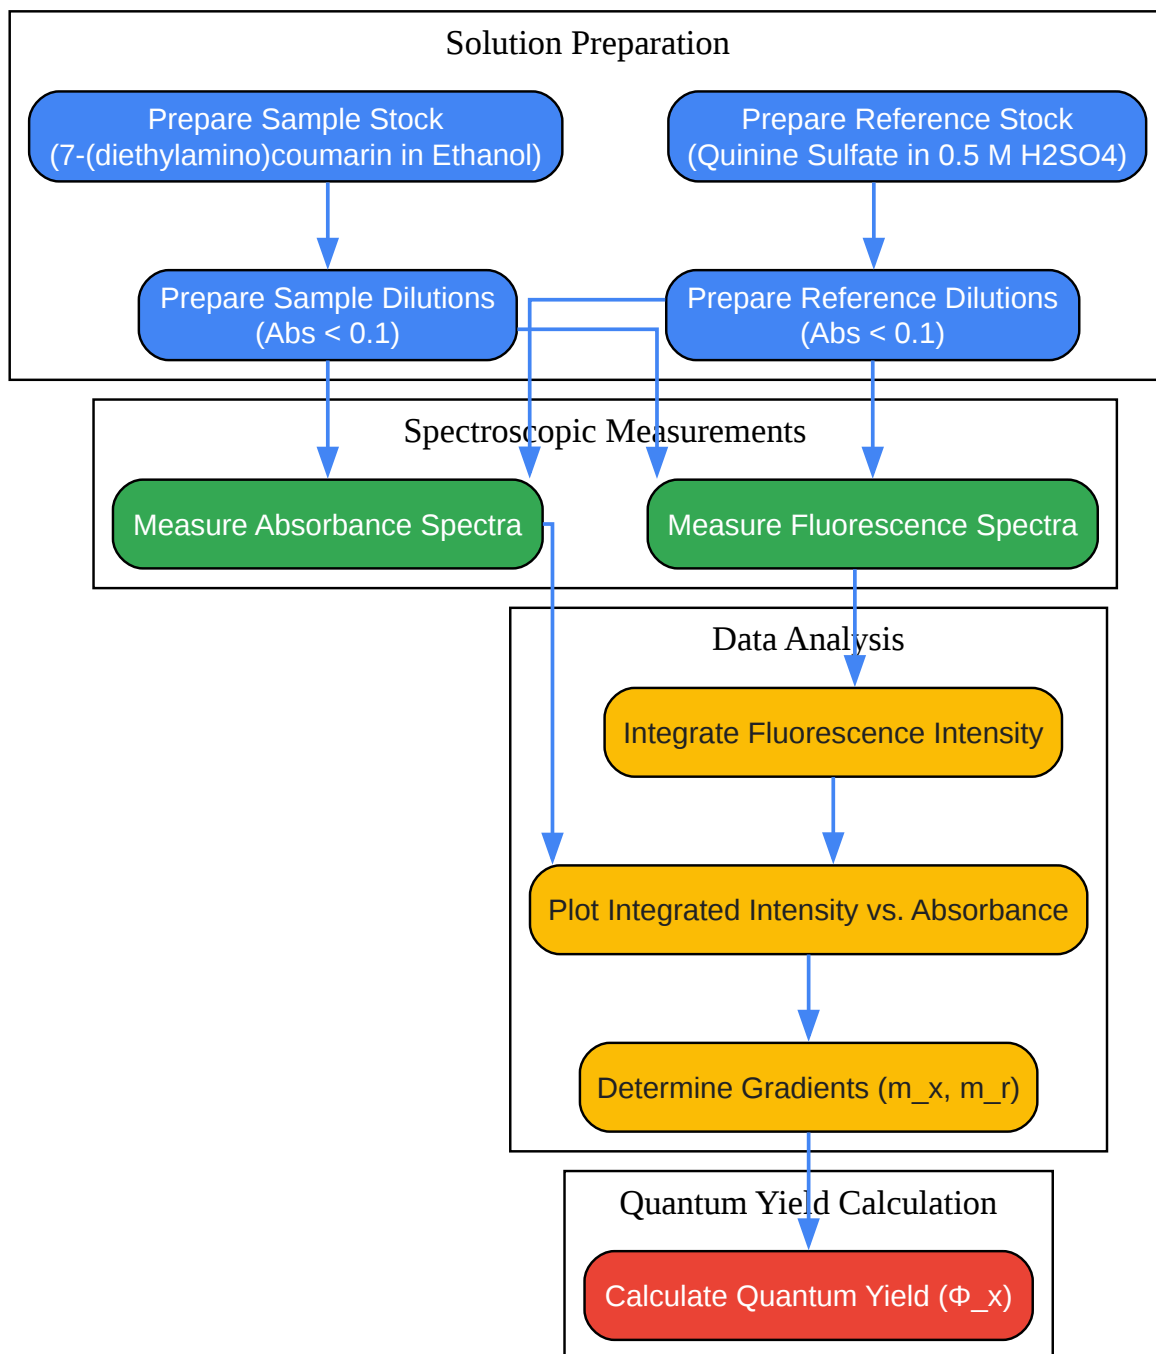 Solution Preparation
Prepare Sample Stock
(7-(diethylamino)coumarin in Ethanol)
Prepare Reference Stock
(Quinine Sulfate in 0.5 M H2SO4)
Prepare Sample Dilutions
(Abs < 0.1)
Prepare Reference Dilutions
(Abs < 0.1)
Spectroscopic Measurements
Measure Absorbance Spectra
Measure Fluorescence Spectra
Data Analysis
Integrate Fluorescence Intensity
Plot Integrated Intensity vs. Absorbance
Determine Gradients (m_x, m_r)
Quantum Yield Calculation
Calculate Quantum Yield (Φ_x)